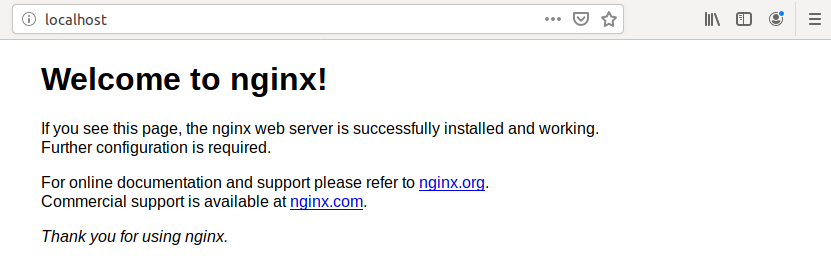 localhost
Welcome to nginx!
If you see this page, the nginx web server is successfully installed and working.
Further configuration is required.
For online documentation and support please refer to nginx.org.
Commercial support is available at nginx.com.
Thank you for using nginx.